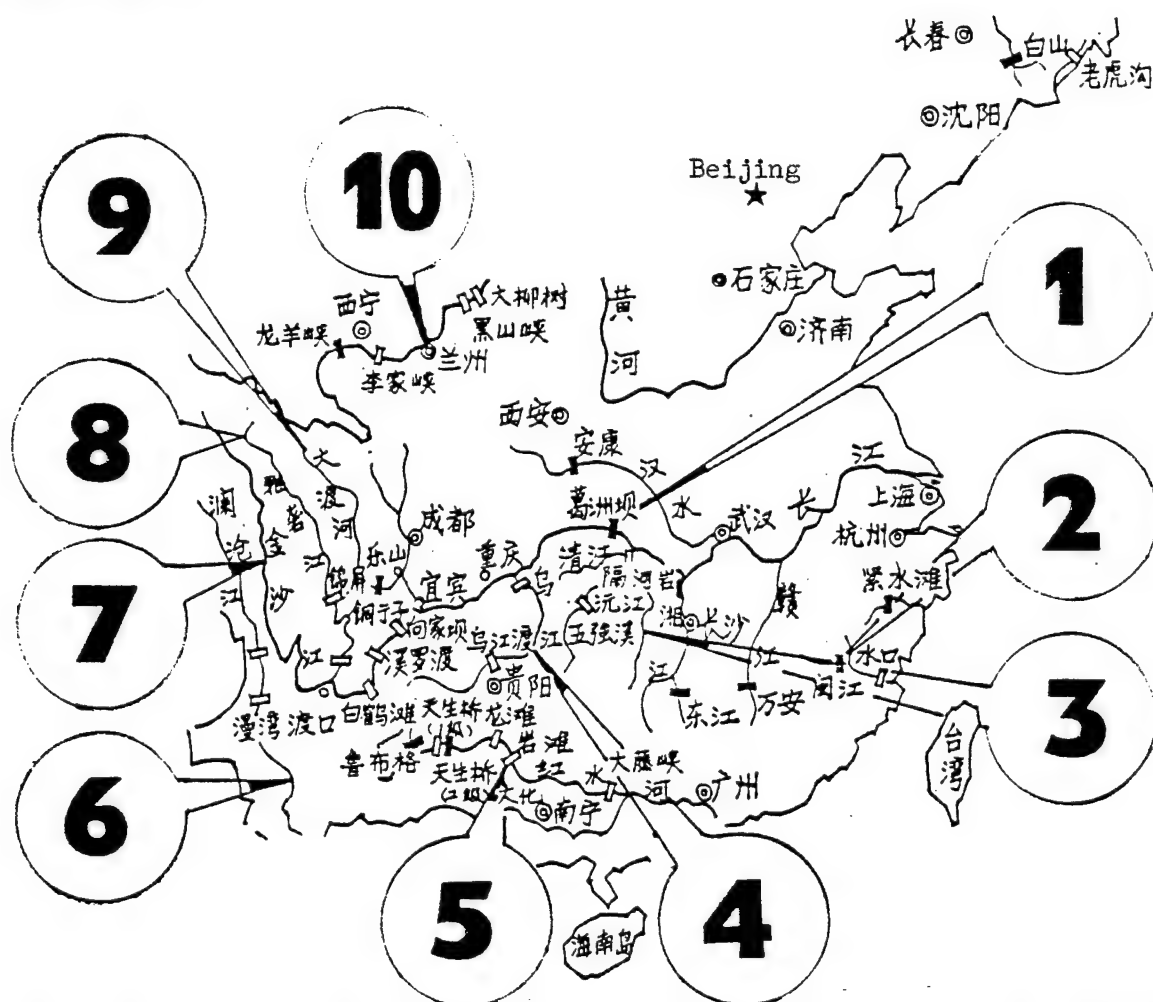 长春
白山
老虎沟
沈阳
Beijing
10
9
1
石家庄
黄河
济南
西宁
大柳树
黑山峡
龙羊峡
兰州
李家峡
8
西安
安康
汉水
长江
2
上海
大渡河
雅砻江
澜沧江
金沙江
葛洲坝
武汉
杭州
成都
乐山
重庆
清江
隔河岩
紧水滩
7
锦屏
宜宾
乌江
沅江
湘江
长沙
赣江
铜于子
向家坝
乌江渡
五强溪
水口
闽江
3
溪罗渡
贵阳
东江
万安
漫湾
渡口
白鹤滩
天生桥
龙滩
岩滩
台湾
6
鲁布格
天生桥
大化
红水河
大藤峡
广州
南宁
5
4
海南岛